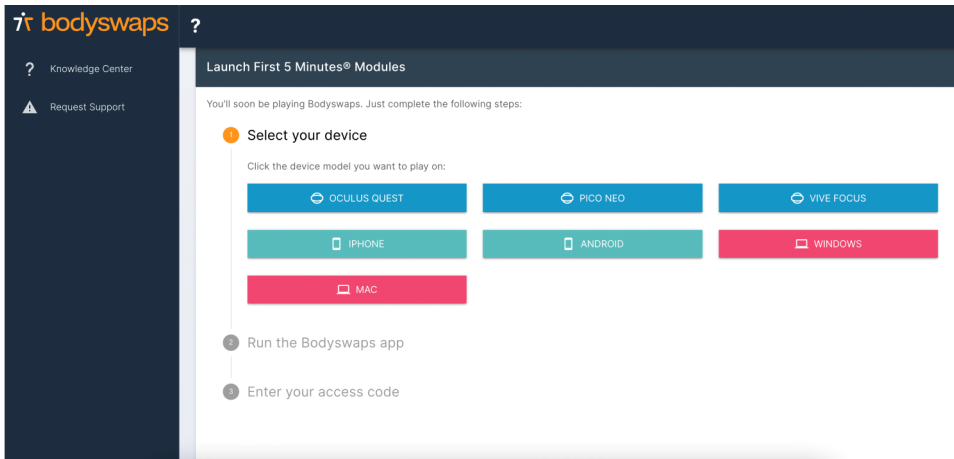 bodyswaps
?
? Knowledge Center
Request Support
Launch First 5 Minutes® Modules
You'll soon be playing Bodyswaps. Just complete the following steps:
1 Select your device
Click the device model you want to play on:
OCULUS QUEST
PICO NEO
VIVE FOCUS
IPHONE
ANDROID
WINDOWS
MAC
2 Run the Bodyswaps app
3 Enter your access code